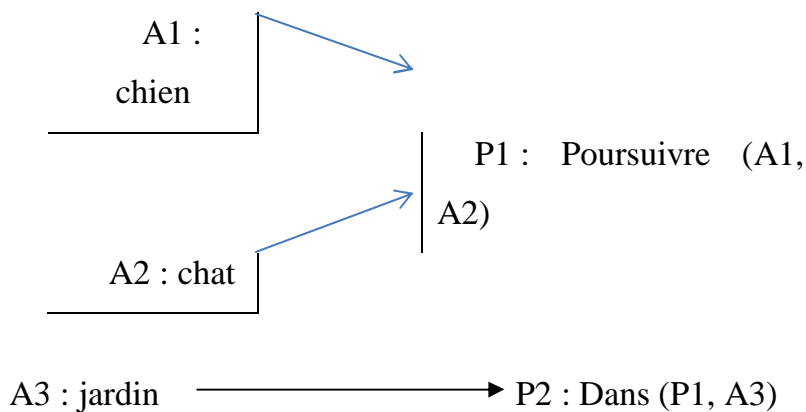 A1 :
chien
P1 : Poursuivre (A1,
A2)
A2 : chat
A3 : jardin
P2 : Dans (P1, A3)